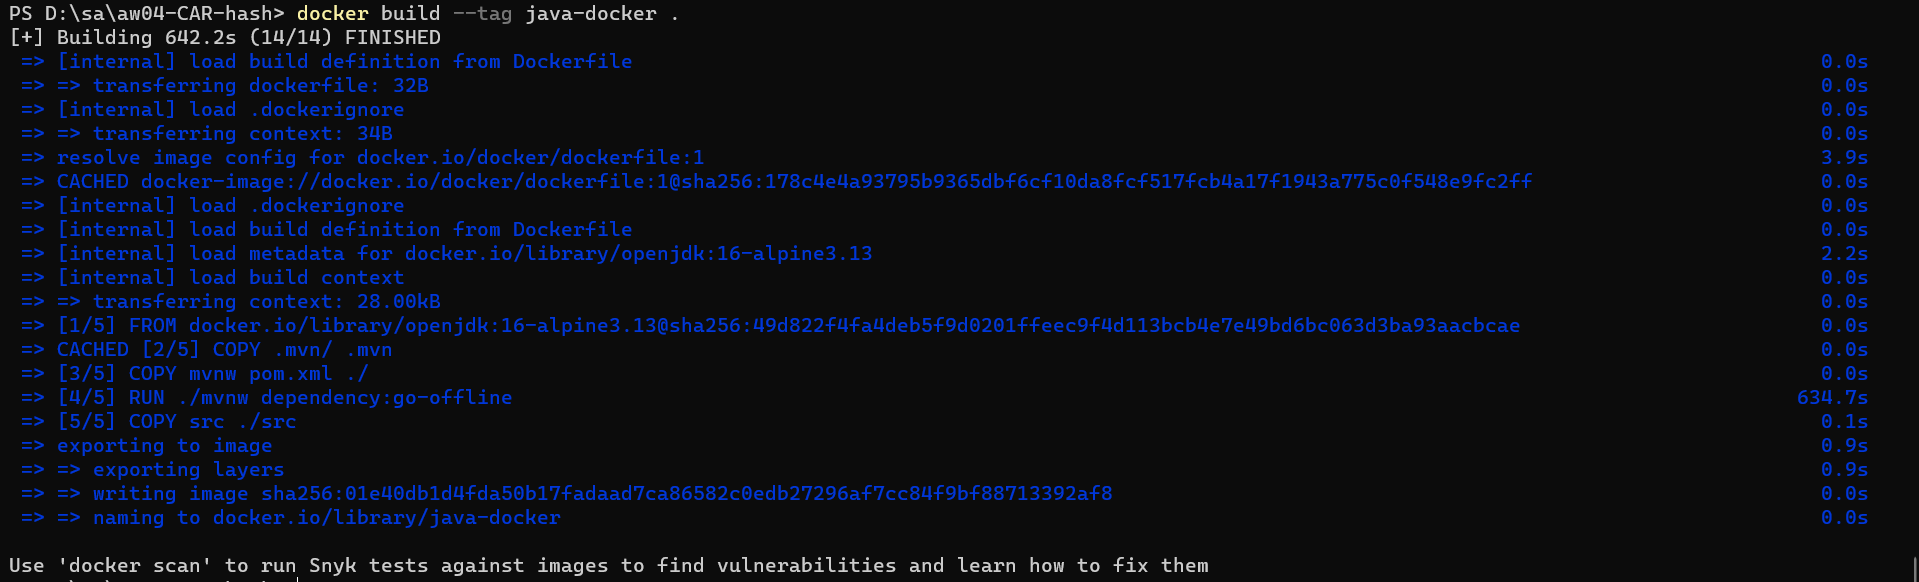 PS D:\sa\aw04-CAR-hash> docker build --tag java-docker .
[+] Building 642.2s (14/14) FINISHED
=> [internal] load build definition from Dockerfile 0.0s
=> => transferring dockerfile: 32B 0.0s
=> [internal] load .dockerignore 0.0s
=> => transferring context: 34B 0.0s
=> resolve image config for docker.io/docker/dockerfile:1 3.9s
=> CACHED docker-image://docker.io/docker/dockerfile:1@sha256:178c4e4a93795b9365dbf6cf10da8fcf517fcb4a17f1943a775c0f548e9fc2ff 0.0s
=> [internal] load .dockerignore 0.0s
=> [internal] load build definition from Dockerfile 0.0s
=> [internal] load metadata for docker.io/library/openjdk:16-alpine3.13 2.2s
=> [internal] load build context 0.0s
=> => transferring context: 28.00kB 0.0s
=> [1/5] FROM docker.io/library/openjdk:16-alpine3.13@sha256:49d822f4fa4deb5f9d0201ffeec9f4d113bcb4e7e49bd6bc063d3ba93aacbcae 0.0s
=> CACHED [2/5] COPY .mvn/ .mvn 0.0s
=> [3/5] COPY mvnw pom.xml ./ 0.0s
=> [4/5] RUN ./mvnw dependency:go-offline 634.7s
=> [5/5] COPY src ./src 0.1s
=> exporting to image 0.9s
=> => exporting layers 0.9s
=> => writing image sha256:01e40db1d4fda50b17fadaad7ca86582c0edb27296af7cc84f9bf88713392af8 0.0s
=> => naming to docker.io/library/java-docker 0.0s
Use 'docker scan' to run Snyk tests against images to find vulnerabilities and learn how to fix them